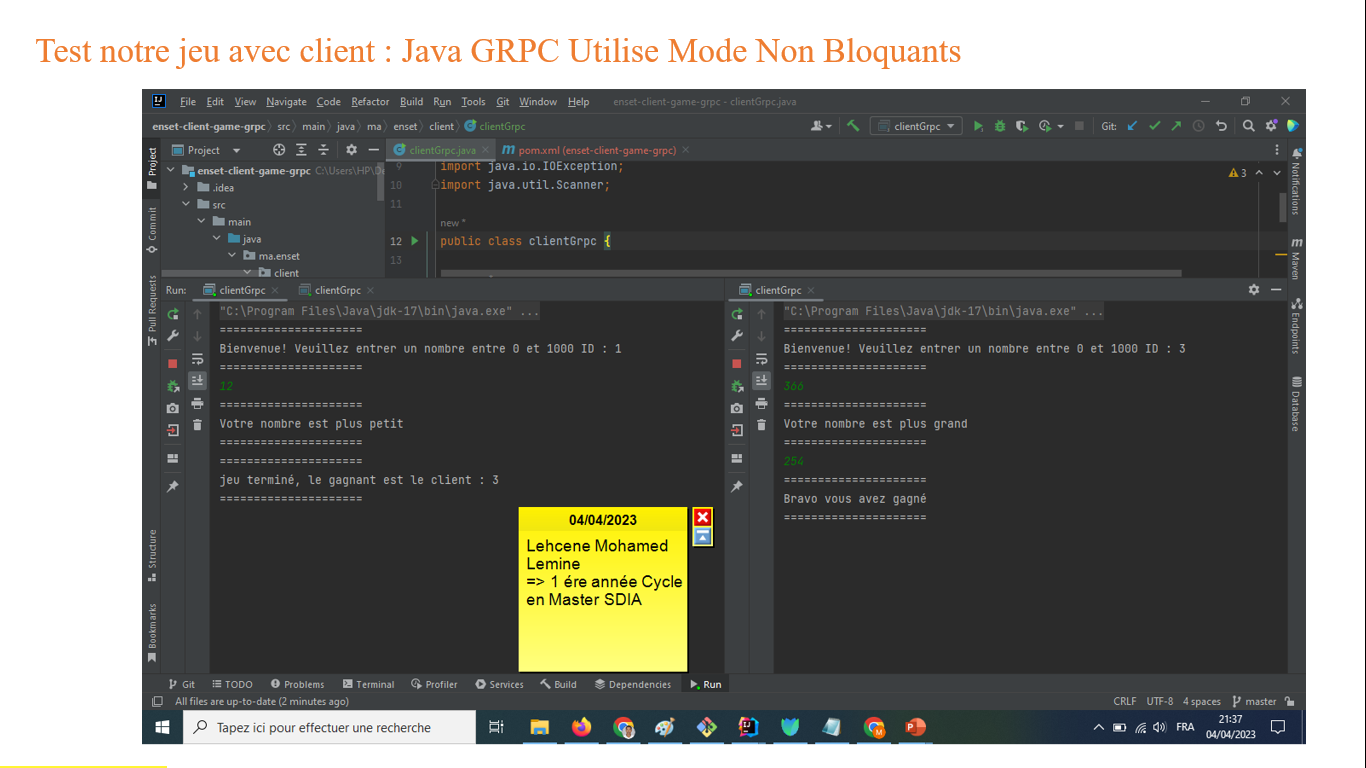 Test notre jeu avec client : Java GRPC Utilise Mode Non Bloquants
File Edit View Navigate Code Refactor Build Run Tools Git Window Help enset-client-game-grpc - clientGrpc.java
enset-client-game-grpc src main java ma enset client clientGrpc
clientGrpc
Git:
Project
clientGrpc.java
pom.xml (enset-client-game-grpc)
Project
Commit
Pull Requests
enset-client-game-grpc C:\Users\HP\De
.idea
src
main
java
ma.enset
client
9 import java.io.IOException;
10 import java.util.Scanner;
11
new *
12 public class clientGrpc {
13
3
Notifications
Maven
Endpoints
Database
Run: clientGrpc clientGrpc
"C:\Program Files\Java\jdk-17\bin\java.exe" ...
=====================
Bienvenue! Veuillez entrer un nombre entre 0 et 1000 ID : 1
=====================
12
=====================
Votre nombre est plus petit
=====================
=====================
jeu terminé, le gagnant est le client : 3
=====================
clientGrpc
"C:\Program Files\Java\jdk-17\bin\java.exe" ...
=====================
Bienvenue! Veuillez entrer un nombre entre 0 et 1000 ID : 3
=====================
366
=====================
Votre nombre est plus grand
=====================
254
=====================
Bravo vous avez gagné
=====================
04/04/2023
Lehcene Mohamed
Lemine
=> 1 ére année Cycle
en Master SDIA
Structure
Bookmarks
Git TODO Problems Terminal Profiler Services Build Dependencies Run
All files are up-to-date (2 minutes ago)
CRLF UTF-8 4 spaces master
Tapez ici pour effectuer une recherche
M
P
FRA
21:37
04/04/2023